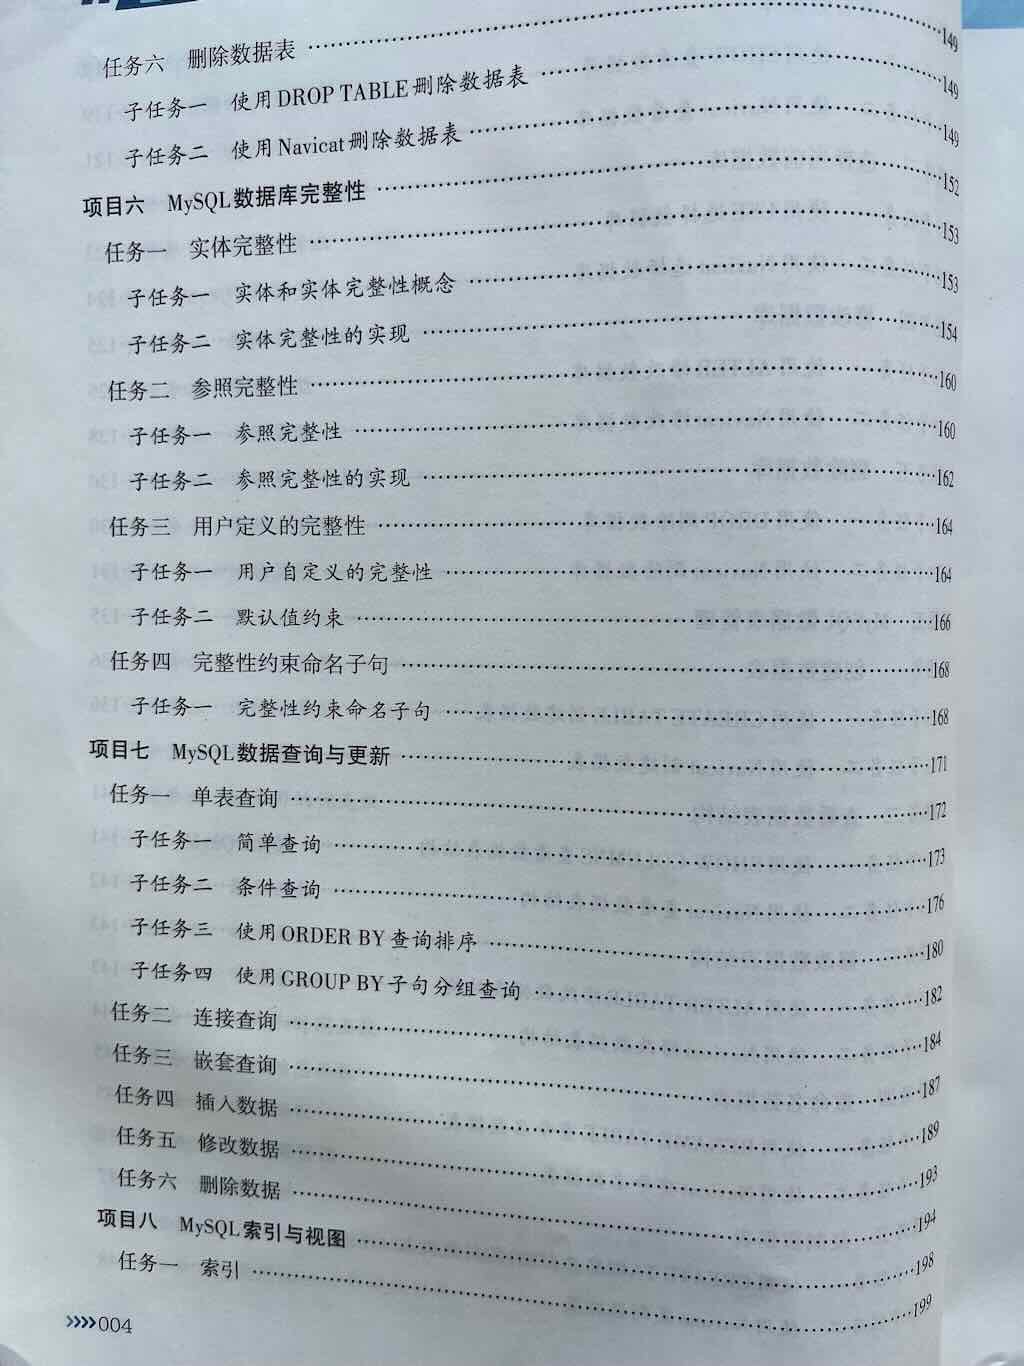 任务六 删除数据表 149
子任务一 使用DROP TABLE删除数据表 149
子任务二 使用Navicat删除数据表 149
项目六 MySQL数据库完整性 152
任务一 实体完整性 153
子任务一 实体和实体完整性概念 153
子任务二 实体完整性的实现 154
任务二 参照完整性 160
子任务一 参照完整性 160
子任务二 参照完整性的实现 162
任务三 用户定义的完整性 164
子任务一 用户自定义的完整性 164
子任务二 默认值约束 166
任务四 完整性约束命名子句 168
子任务一 完整性约束命名子句 168
项目七 MySQL数据查询与更新 171
任务一 单表查询 172
子任务一 简单查询 173
子任务二 条件查询 176
子任务三 使用ORDER BY查询排序 180
子任务四 使用GROUP BY子句分组查询 182
任务二 连接查询 184
任务三 嵌套查询 187
任务四 插入数据 189
任务五 修改数据 193
任务六 删除数据 194
项目八 MySQL索引与视图 198
任务一 索引 199
004